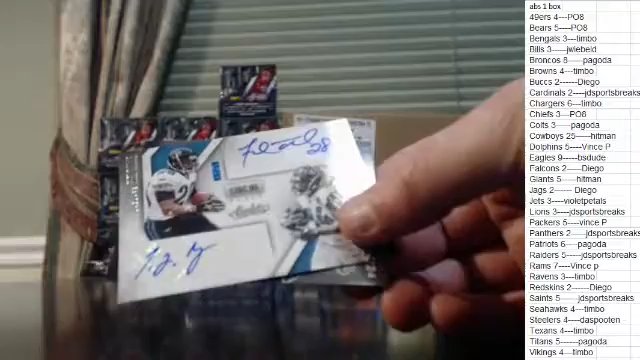 abs 1 box
49ers 4---PO8
Bears 5----PO8
Bengals 3---timbo
Bills 3-----jwiebeld
Broncos 8-----pagoda
Browns 4---timbo
Buccs 2------Diego
Cardinals 2----jdsportsbreaks
Chargers 6---timbo
Chiefs 3---PO8
Colts 3----pagoda
Cowboys 25-----hitman
Dolphins 5----Vince P
Eagles 9-----bsdude
Falcons 2----- Diego
Giants 5-----hitman
Jags 2------ Diego
Jets 3---violetpetals
Lions 3----jdsportsbreaks
Packers 5----vince P
Panthers 2-----jdsportsbreaks
Patriots 6----pagoda
Raiders 5----jdsportsbreaks
Rams 7----Vince p
Ravens 3---timbo
Redskins 2------Diego
Saints 5 jdsportsbreaks
Seahawks 4---timbo
Steelers 4----daspooten
Texans 4---timbo
Titans 5------pagoda
Vikings 4---timbo
28